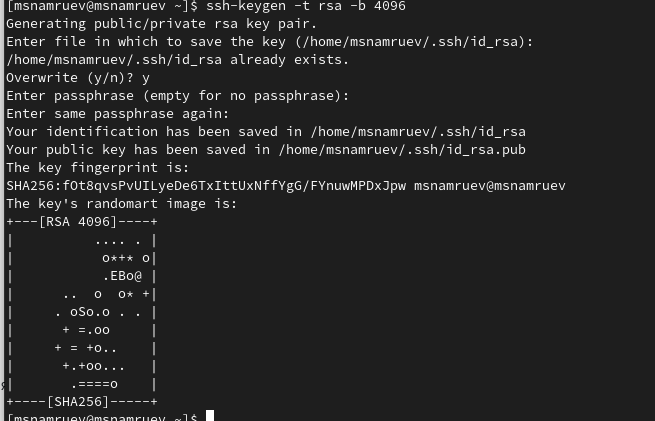 [msnamruev@msnamruev ~]$ ssh-keygen -t rsa -b 4096
Generating public/private rsa key pair.
Enter file in which to save the key (/home/msnamruev/.ssh/id_rsa):
/home/msnamruev/.ssh/id_rsa already exists.
Overwrite (y/n)? y
Enter passphrase (empty for no passphrase):
Enter same passphrase again:
Your identification has been saved in /home/msnamruev/.ssh/id_rsa
Your public key has been saved in /home/msnamruev/.ssh/id_rsa.pub
The key fingerprint is:
SHA256:fOt8qvsPvUILyeDe6TxIttUxNffYgG/FYnuwMPDxJpw msnamruev@msnamruev
The key's randomart image is:
+---[RSA 4096]----+
|          .... . |
|           o*+* o|
|           .EBo@ |
|      ..  o  o* +|
|     . oSo.o . . |
|      + =.oo     |
|     + = +o..    |
|      +.+oo...   |
|       .====o    |
+----[SHA256]-----+
[msnamruev@msnamruev ~]$